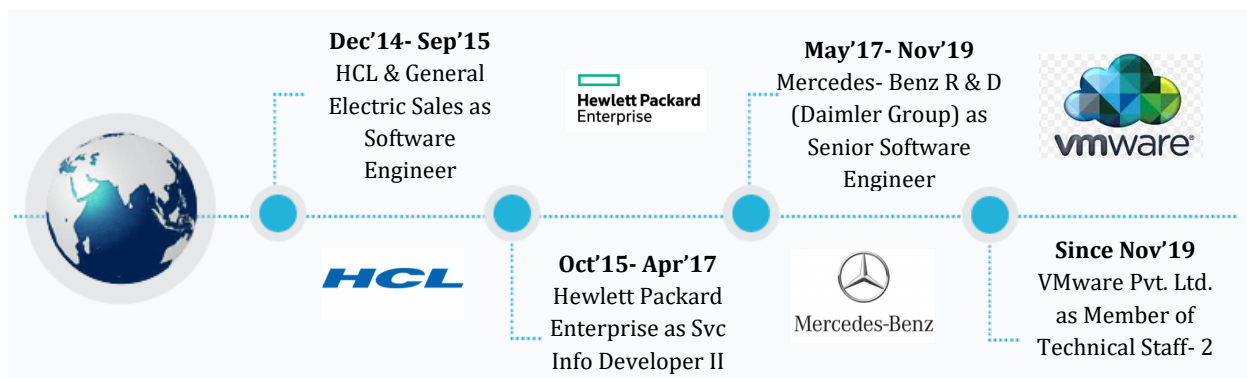 Dec’14- Sep’15
HCL & General
Electric Sales as
Software
Engineer
HCL
Hewlett Packard
Enterprise
Oct’15- Apr’17
Hewlett Packard
Enterprise as Svc
Info Developer II
May’17- Nov’19
Mercedes- Benz R & D
(Daimler Group) as
Senior Software
Engineer
Mercedes-Benz
vmware®
Since Nov’19
VMware Pvt. Ltd.
as Member of
Technical Staff- 2